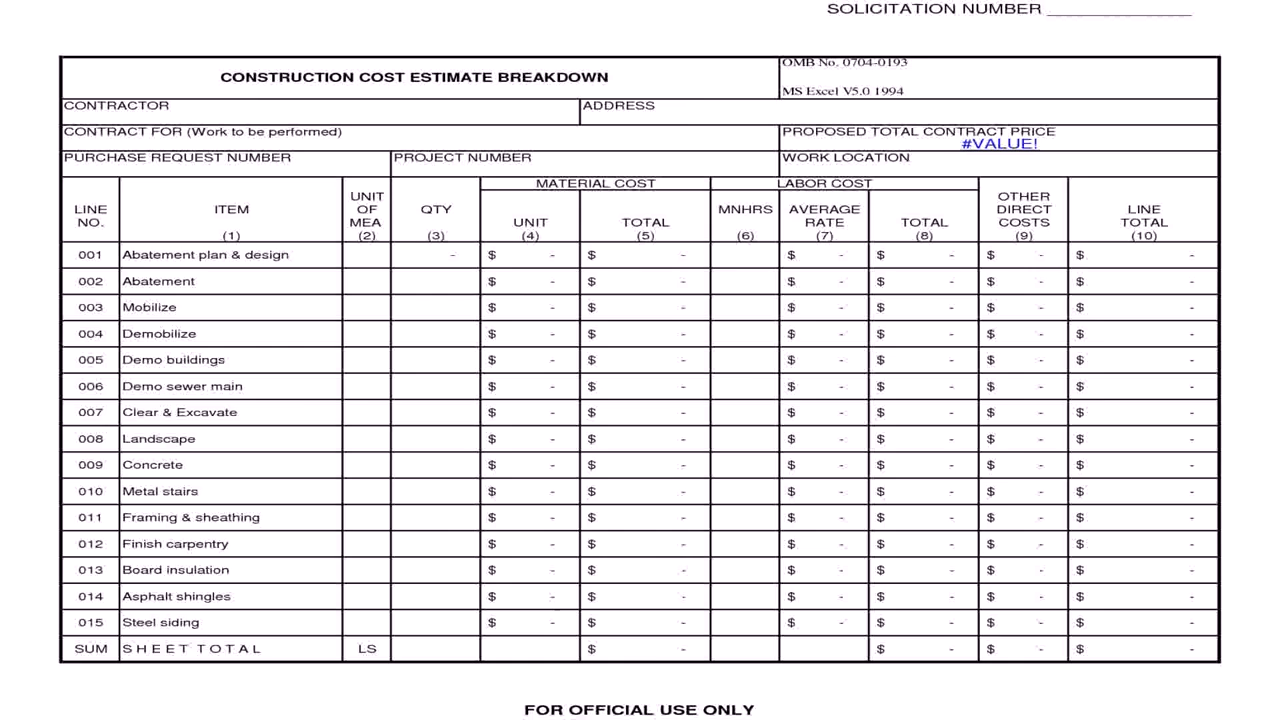 SOLICITATION NUMBER _______________
CONSTRUCTION COST ESTIMATE BREAKDOWN
OMB No. 0704-0193
MS Excel V5.0 1994
CONTRACTOR ADDRESS
CONTRACT FOR (Work to be performed) PROPOSED TOTAL CONTRACT PRICE
#VALUE!
PURCHASE REQUEST NUMBER PROJECT NUMBER WORK LOCATION
MATERIAL COST LABOR COST
UNIT OTHER
LINE ITEM OF QTY MNHRS AVERAGE DIRECT LINE
NO. MEA UNIT TOTAL RATE TOTAL COSTS TOTAL
(1) (2) (3) (4) (5) (6) (7) (8) (9) (10)
001 Abatement plan & design - $ - $ - $ - $ - $ - $ -
002 Abatement $ - $ - $ - $ - $ - $ -
003 Mobilize $ - $ - $ - $ - $ - $ -
004 Demobilize $ - $ - $ - $ - $ - $ -
005 Demo buildings $ - $ - $ - $ - $ - $ -
006 Demo sewer main $ - $ - $ - $ - $ - $ -
007 Clear & Excavate $ - $ - $ - $ - $ - $ -
008 Landscape $ - $ - $ - $ - $ - $ -
009 Concrete $ - $ - $ - $ - $ - $ -
010 Metal stairs $ - $ - $ - $ - $ - $ -
011 Framing & sheathing $ - $ - $ - $ - $ - $ -
012 Finish carpentry $ - $ - $ - $ - $ - $ -
013 Board insulation $ - $ - $ - $ - $ - $ -
014 Asphalt shingles $ - $ - $ - $ - $ - $ -
015 Steel siding $ - $ - $ - $ - $ - $ -
SUM S H E E T T O T A L LS $ - $ - $ - $ -
FOR OFFICIAL USE ONLY